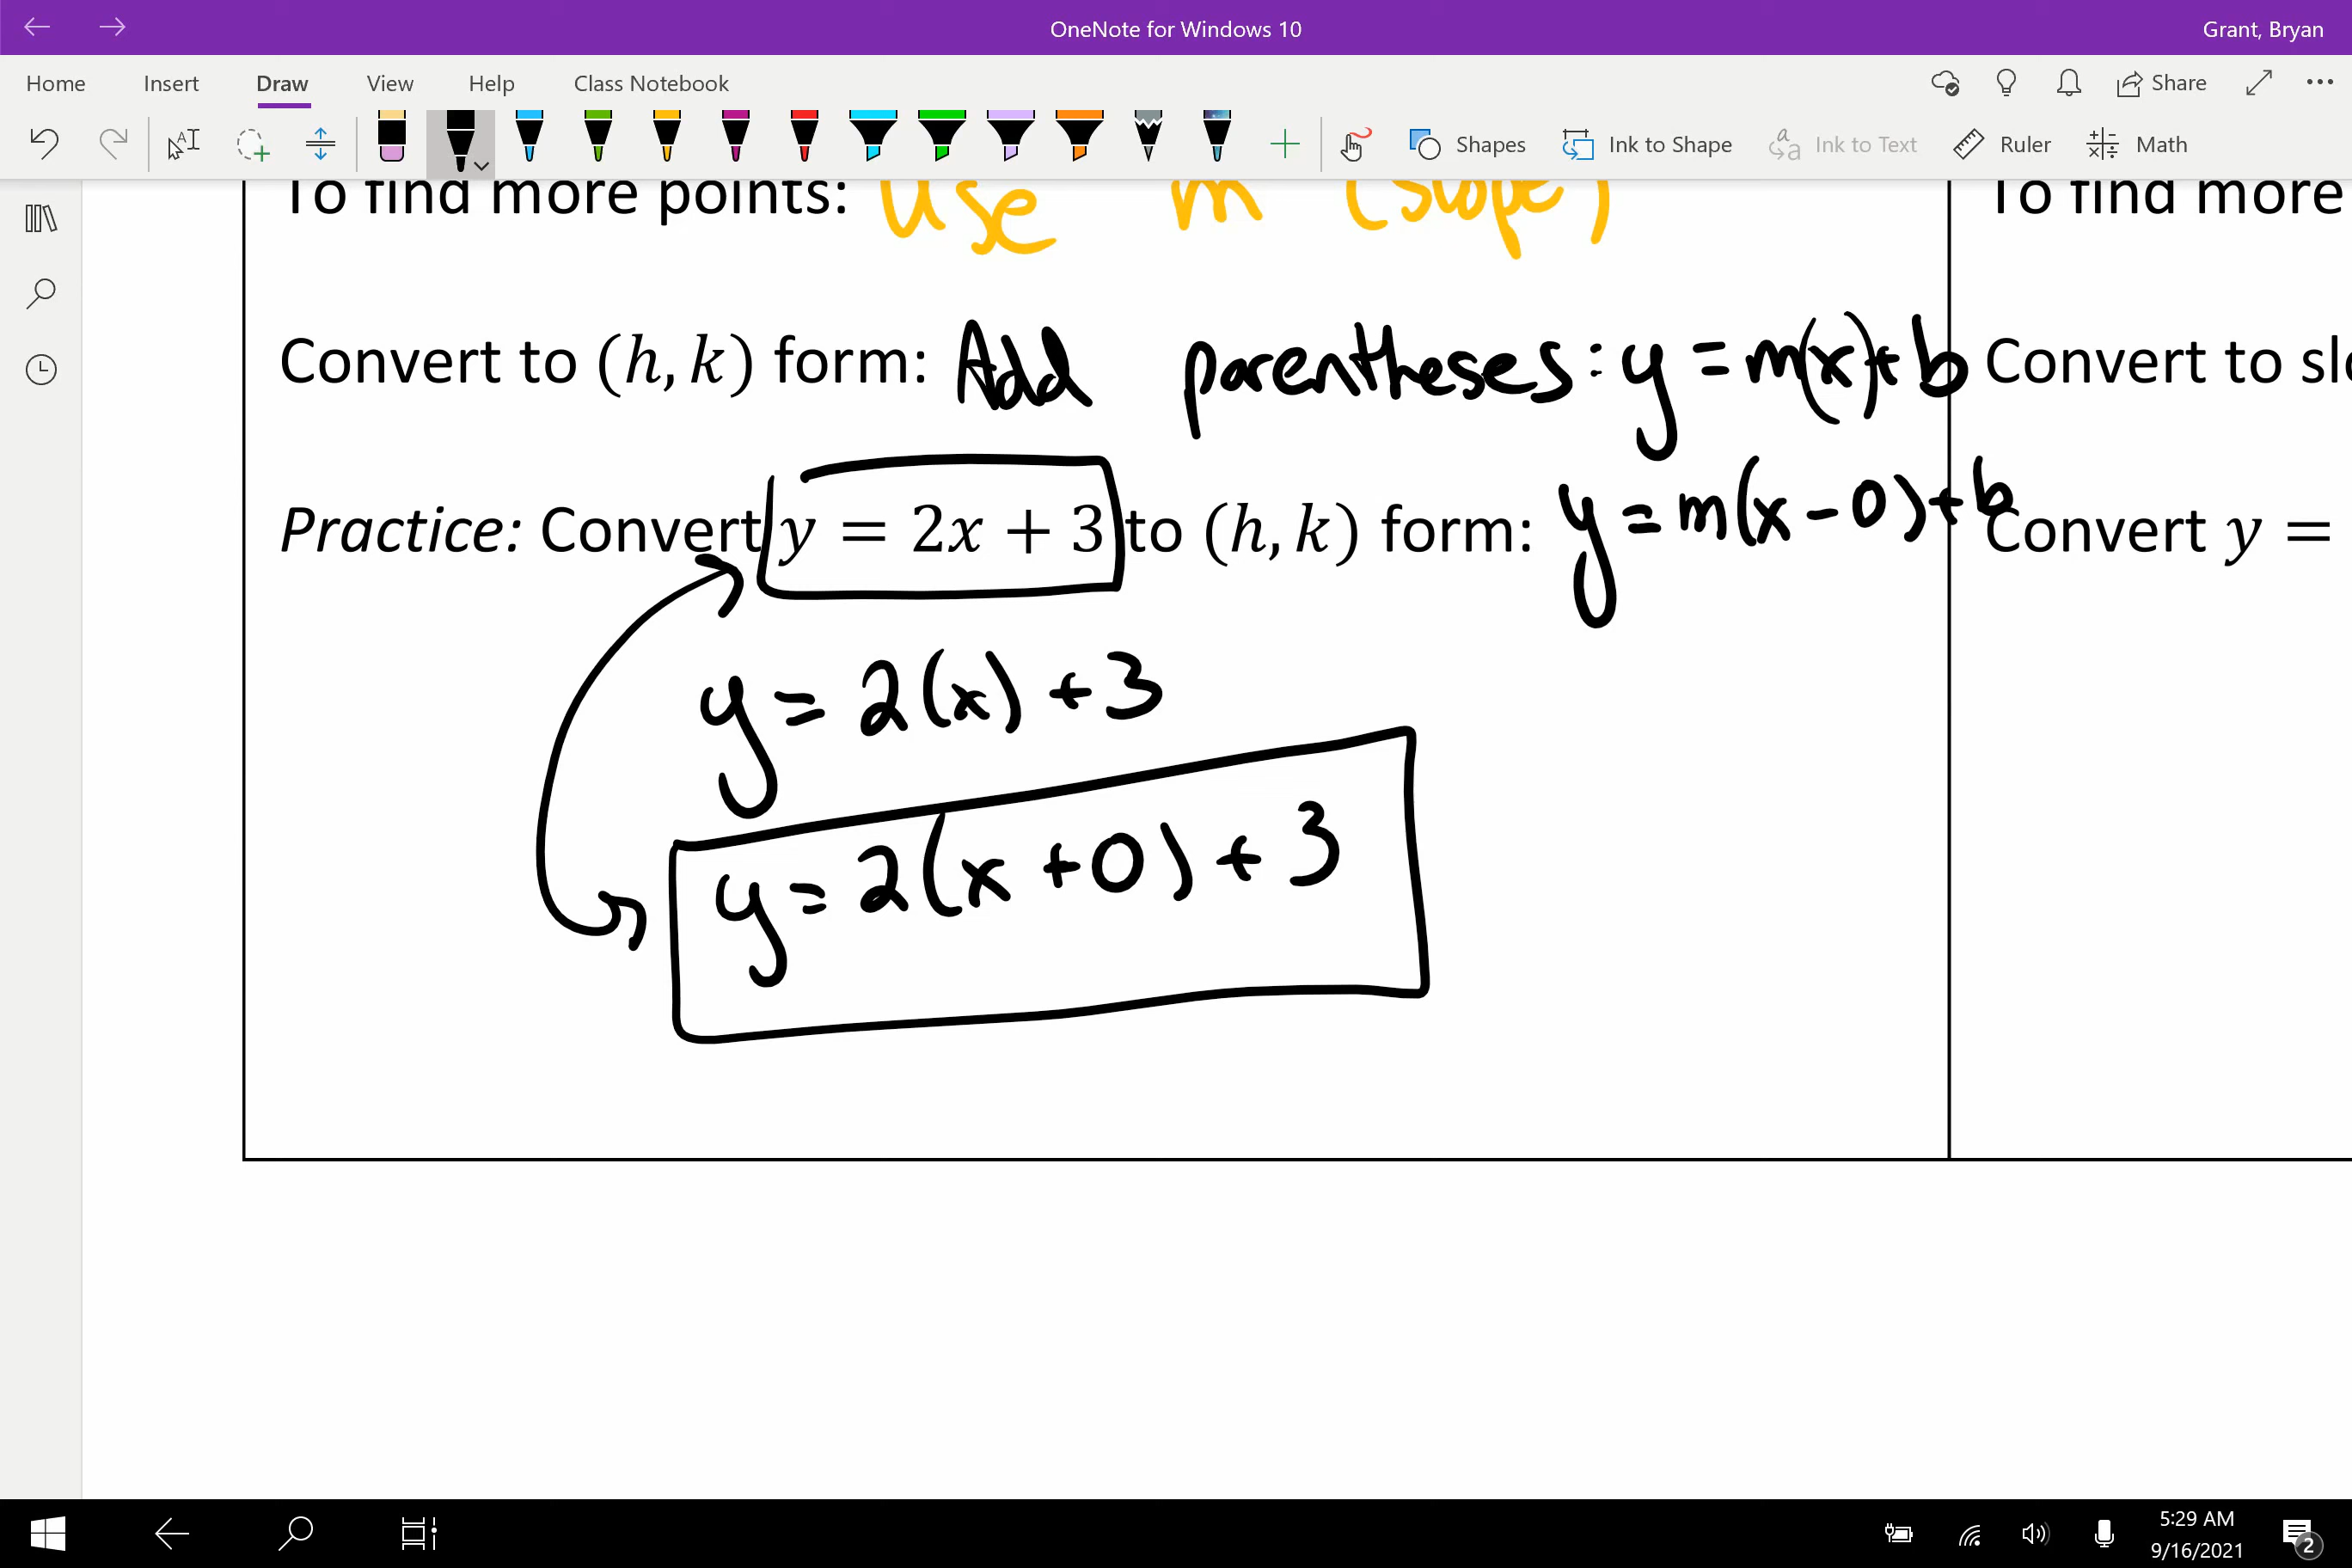 OneNote for Windows 10
Grant, Bryan
Home Insert Draw View Help Class Notebook Share
Shapes Ink to Shape Ink to Text Ruler Math
To find more points: use m (slope)
To find more
Convert to (h, k) form: Add parentheses: y = m(x) + b
Convert to slo
Practice: Convert y = 2x + 3 to (h, k) form: y = m(x - 0) + b
Convert y =
y = 2(x) + 3
y = 2(x + 0) + 3
5:29 AM
9/16/2021
2